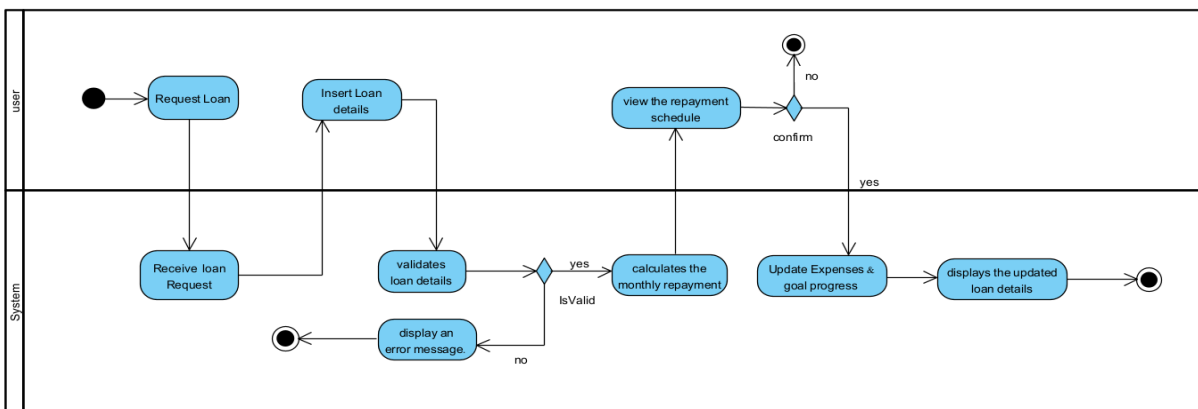 user
Request Loan
Insert Loan
details
view the repayment
schedule
no
confirm
yes
System
Receive loan
Request
validates
loan details
yes
IsValid
no
display an
error message.
calculates the
monthly repayment
Update Expenses &
goal progress
displays the updated
loan details